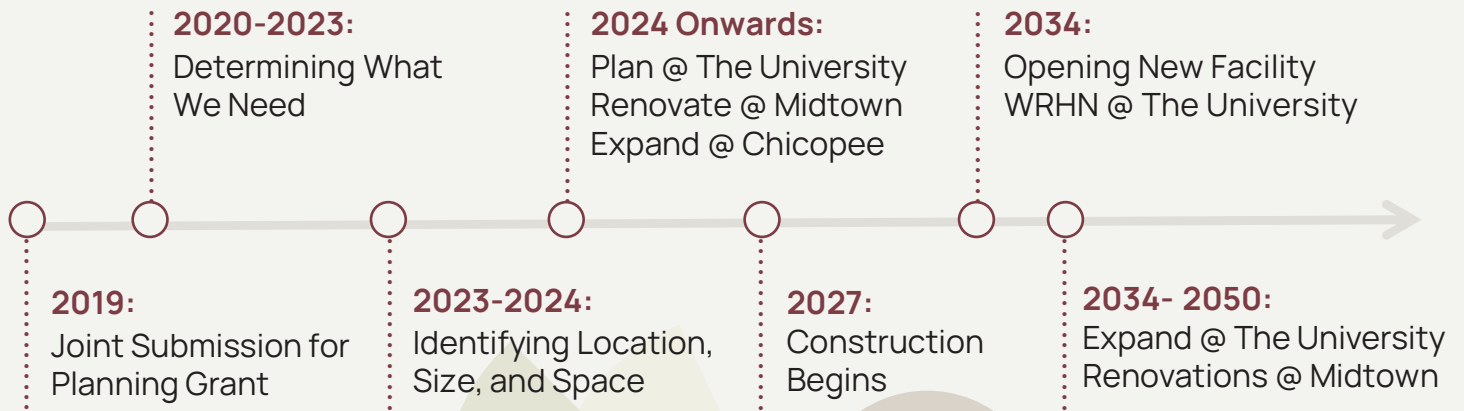 2020-2023:
Determining What
We Need
2024 Onwards:
Plan @ The University
Renovate @ Midtown
Expand @ Chicopee
2034:
Opening New Facility
WRHN @ The University
2019:
Joint Submission for
Planning Grant
2023-2024:
Identifying Location,
Size, and Space
2027:
Construction
Begins
2034- 2050:
Expand @ The University
Renovations @ Midtown